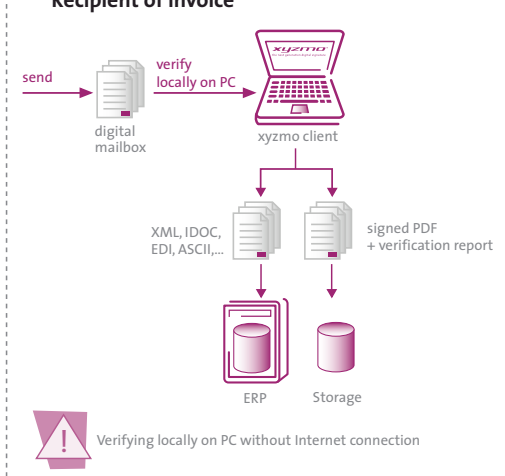 Recipient of Invoice
send
verify
locally on PC
xyzmo
digital
mailbox
xyzmo client
XML, IDOC,
EDI, ASCII,...
signed PDF
+ verification report
ERP
Storage
Verifying locally on PC without Internet connection